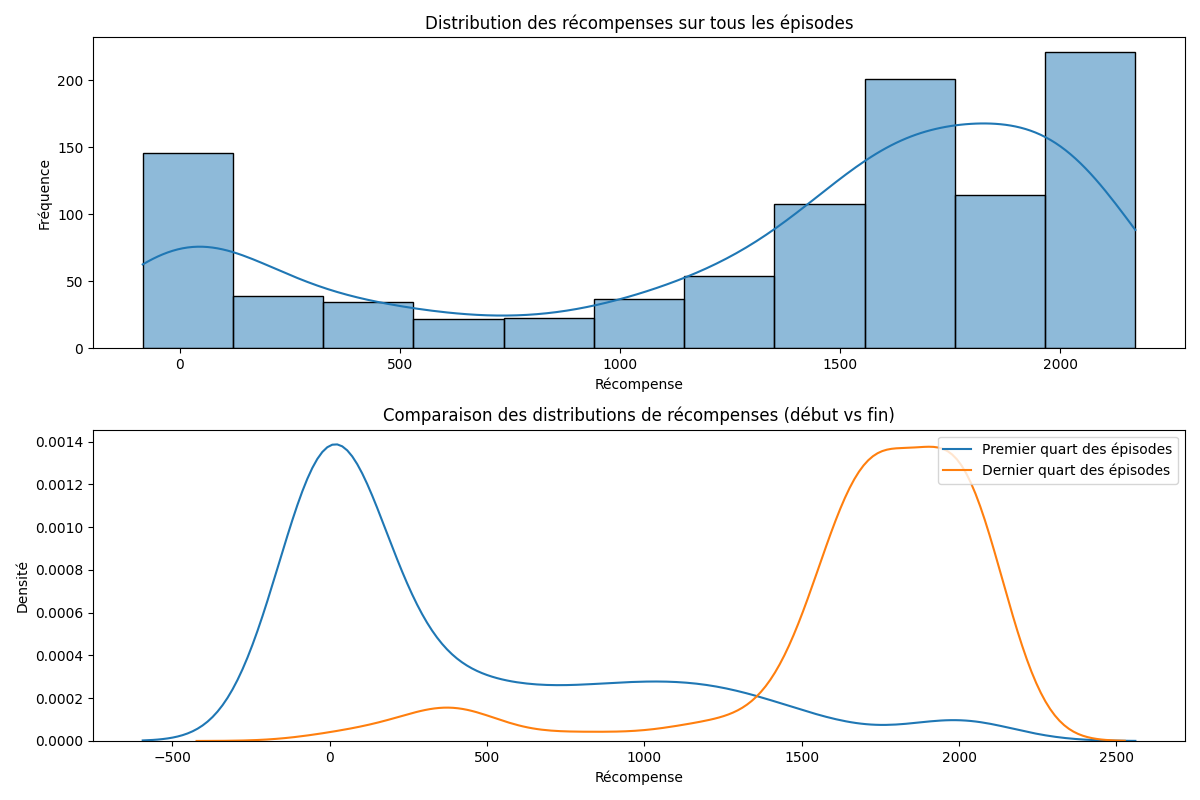 Distribution des récompenses sur tous les épisodes
Fréquence
200
150
100
50
0
0 500 1000 1500 2000
Récompense
Comparaison des distributions de récompenses (début vs fin)
Densité
0.0014
0.0012
0.0010
0.0008
0.0006
0.0004
0.0002
0.0000
Premier quart des épisodes
Dernier quart des épisodes
−500 0 500 1000 1500 2000 2500
Récompense